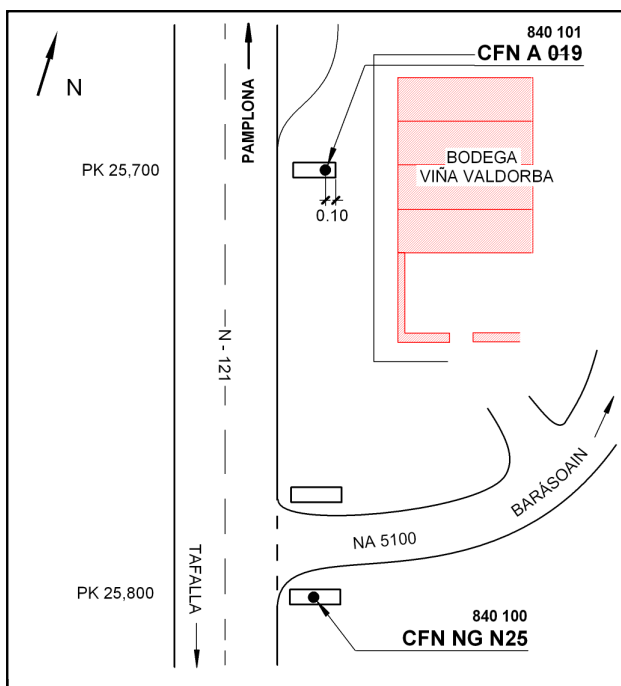 840 101
CFN A 019
N
PAMPLONA
PK 25,700
BODEGA
VIÑA VALDORBA
0.10
N - 121
BARÁSOAIN
NA 5100
TAFALLA
PK 25,800
840 100
CFN NG N25